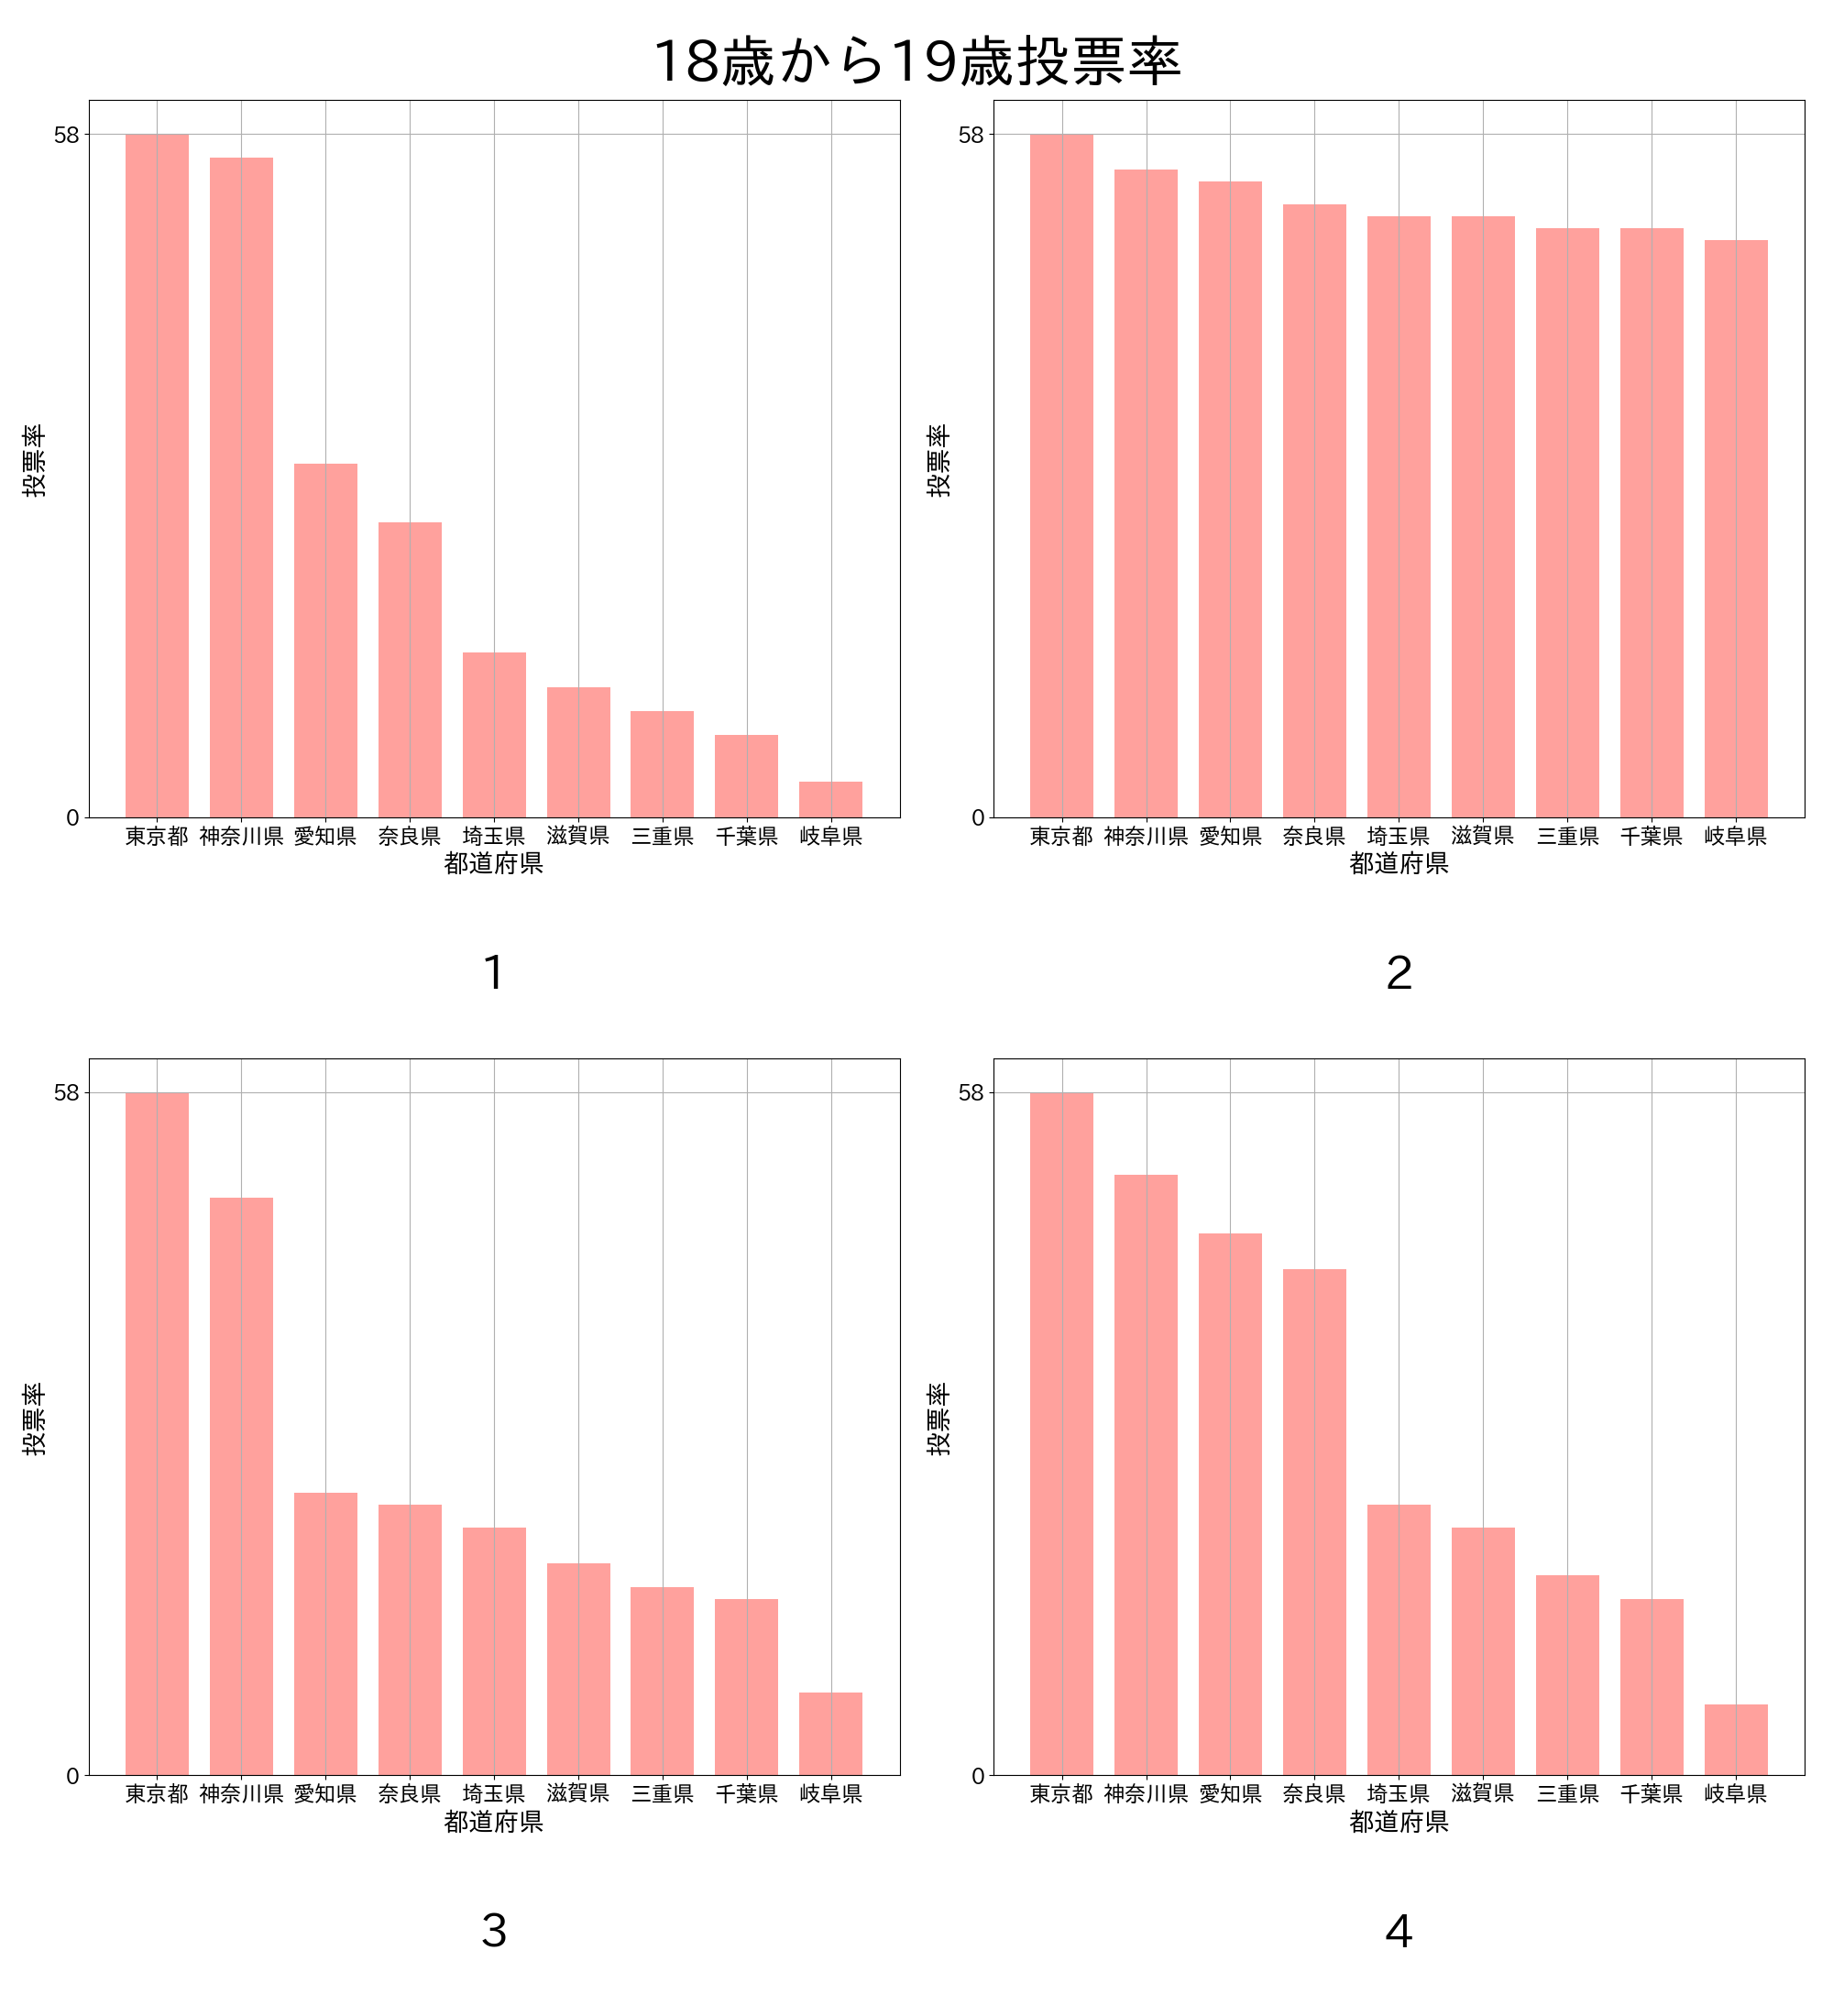 18歳から19歳投票率
58
0
投票率
東京都 神奈川県 愛知県 奈良県 埼玉県 滋賀県 三重県 千葉県 岐阜県
都道府県
1
58
0
投票率
東京都 神奈川県 愛知県 奈良県 埼玉県 滋賀県 三重県 千葉県 岐阜県
都道府県
2
58
0
投票率
東京都 神奈川県 愛知県 奈良県 埼玉県 滋賀県 三重県 千葉県 岐阜県
都道府県
3
58
0
投票率
東京都 神奈川県 愛知県 奈良県 埼玉県 滋賀県 三重県 千葉県 岐阜県
都道府県
4